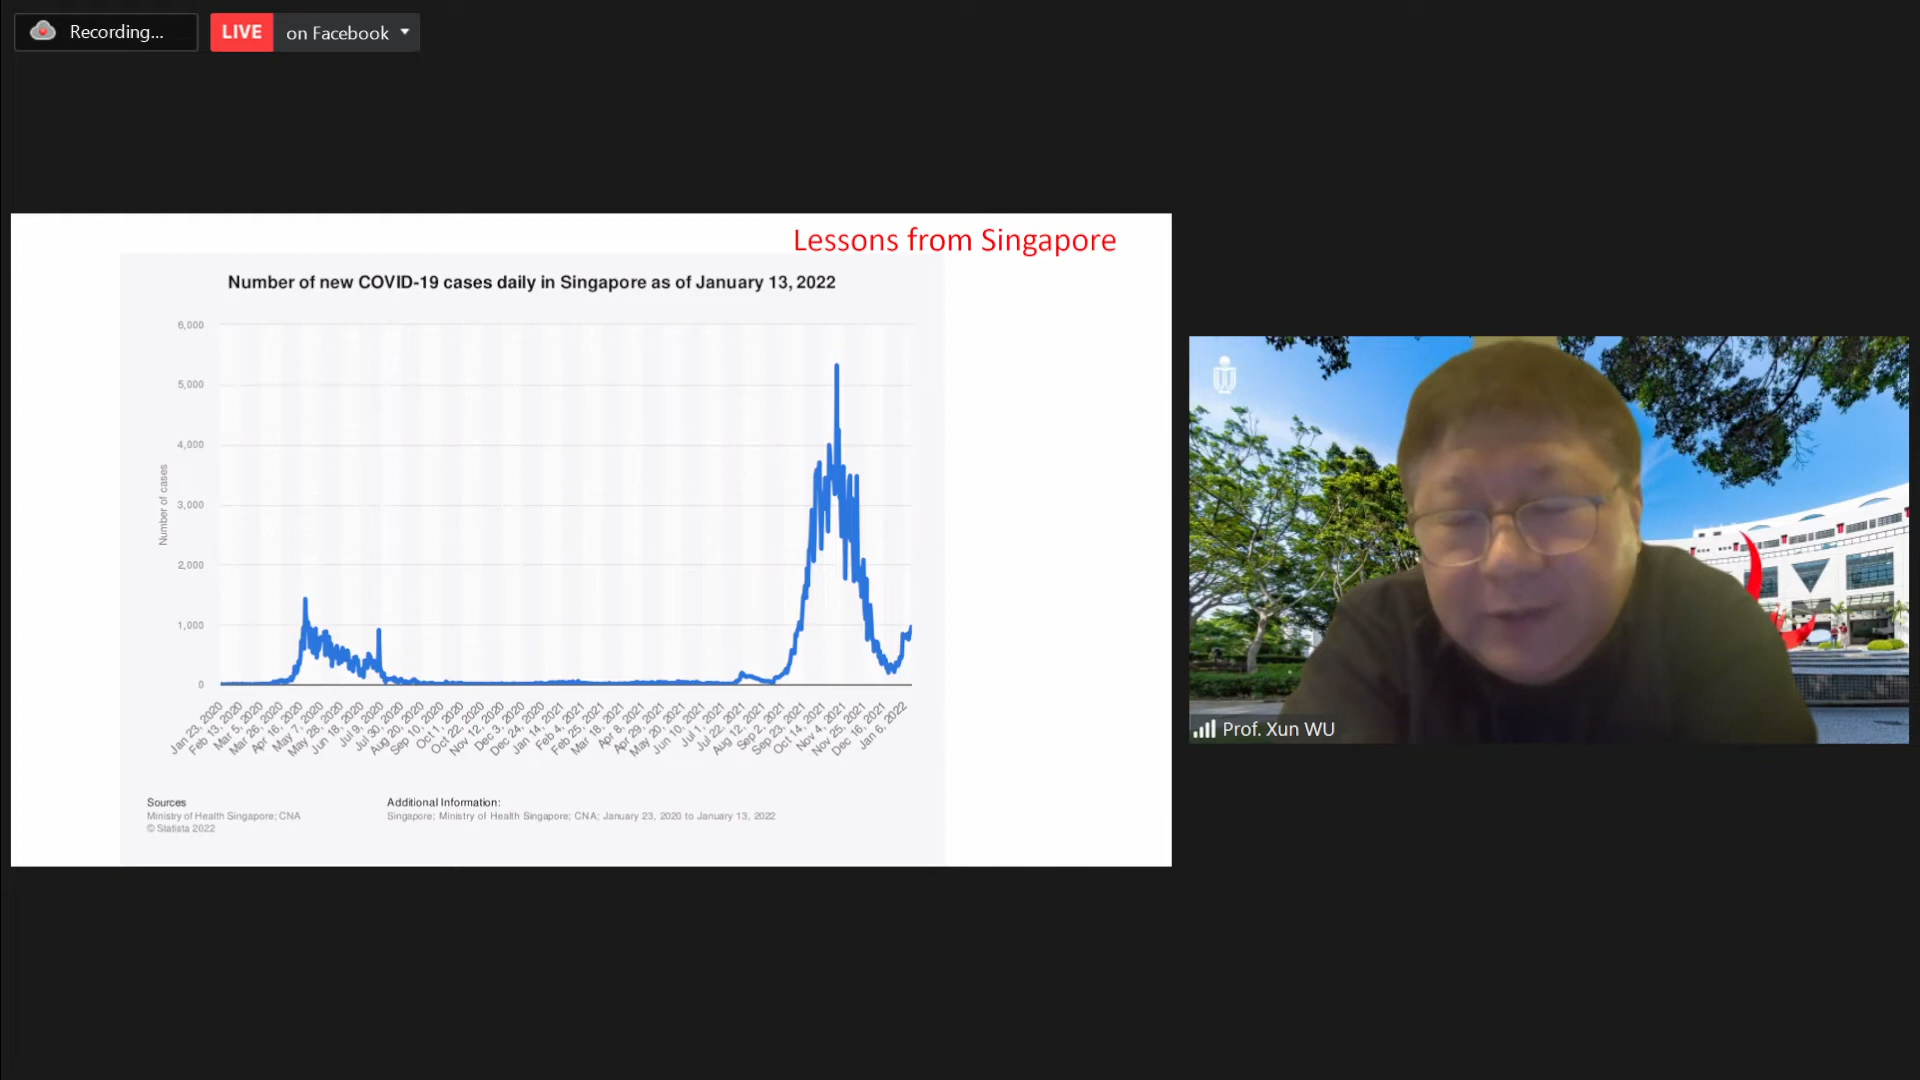 Recording...
LIVE on Facebook
Lessons from Singapore
Number of new COVID-19 cases daily in Singapore as of January 13, 2022
Number of cases
6,000
5,000
4,000
3,000
2,000
1,000
0
Jan 23, 2020
Feb 13, 2020
Mar 5, 2020
Mar 26, 2020
Apr 16, 2020
May 7, 2020
May 28, 2020
Jun 18, 2020
Jul 9, 2020
Jul 30, 2020
Aug 20, 2020
Sep 10, 2020
Oct 1, 2020
Oct 22, 2020
Nov 12, 2020
Dec 3, 2020
Dec 24, 2020
Jan 14, 2021
Feb 4, 2021
Feb 25, 2021
Mar 18, 2021
Apr 8, 2021
Apr 29, 2021
May 20, 2021
Jun 10, 2021
Jul 1, 2021
Jul 22, 2021
Aug 12, 2021
Sep 2, 2021
Sep 23, 2021
Oct 14, 2021
Nov 4, 2021
Nov 25, 2021
Dec 16, 2021
Jan 6, 2022
Sources
Ministry of Health Singapore; CNA
© Statista 2022
Additional Information:
Singapore; Ministry of Health Singapore; CNA; January 23, 2020 to January 13, 2022
Prof. Xun WU